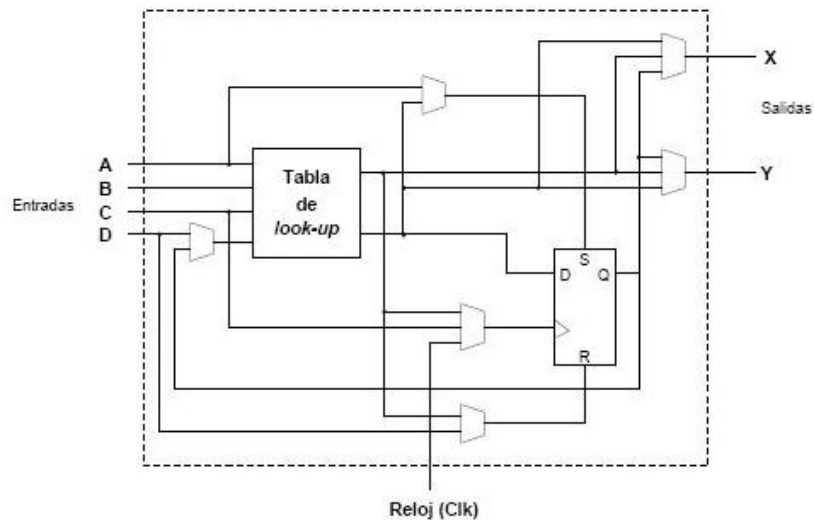 X
Salidas
A
B
Entradas
C
D
Tabla
de
look-up
Y
S
D Q
R
Reloj (Clk)